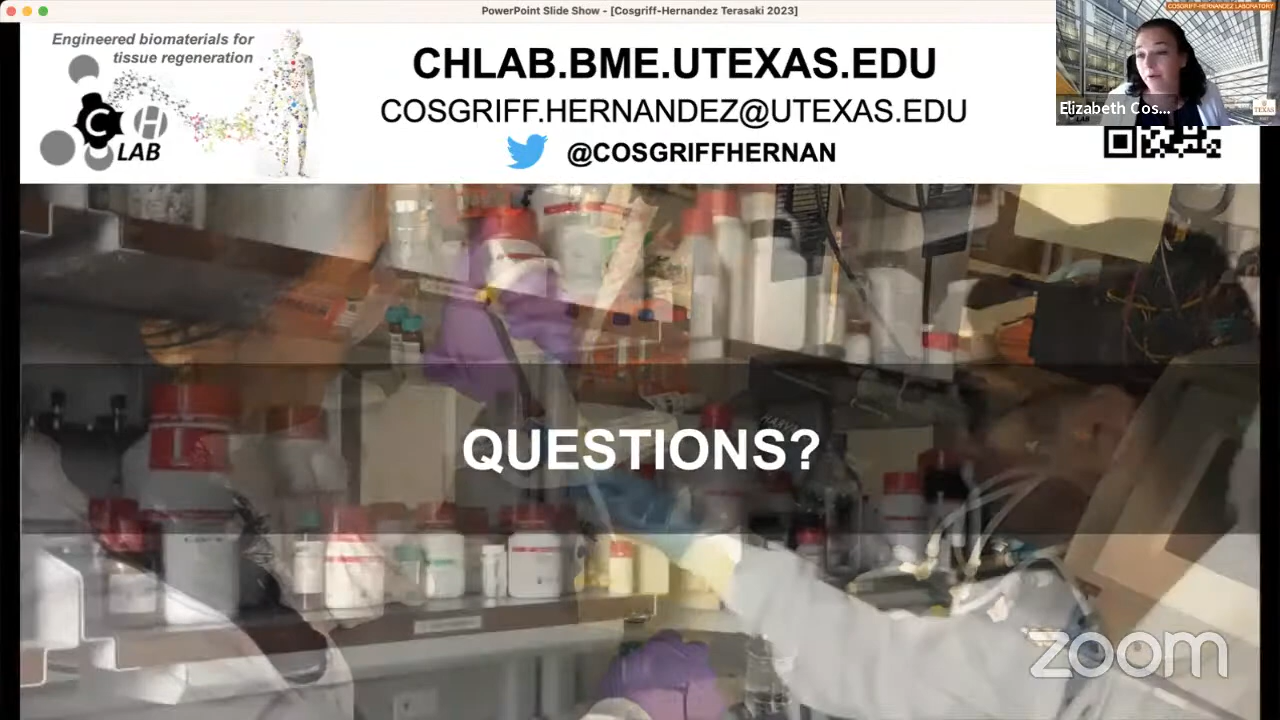 PowerPoint Slide Show - [Cosgriff-Hernandez Terasaki 2023]
COSGRIFF-HERNANDEZ LABORATORY
Engineered biomaterials for
tissue regeneration
C H
LAB
CHLAB.BME.UTEXAS.EDU
COSGRIFF.HERNANDEZ@UTEXAS.EDU
@COSGRIFFHERNAN
Elizabeth Cos...
QUESTIONS?
zoom